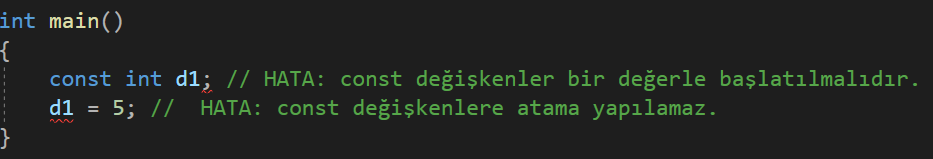 int main()
{
const int d1; // HATA: const değişkenler bir değerle başlatılmalıdır.
d1 = 5; //  HATA: const değişkenlere atama yapılamaz.
}